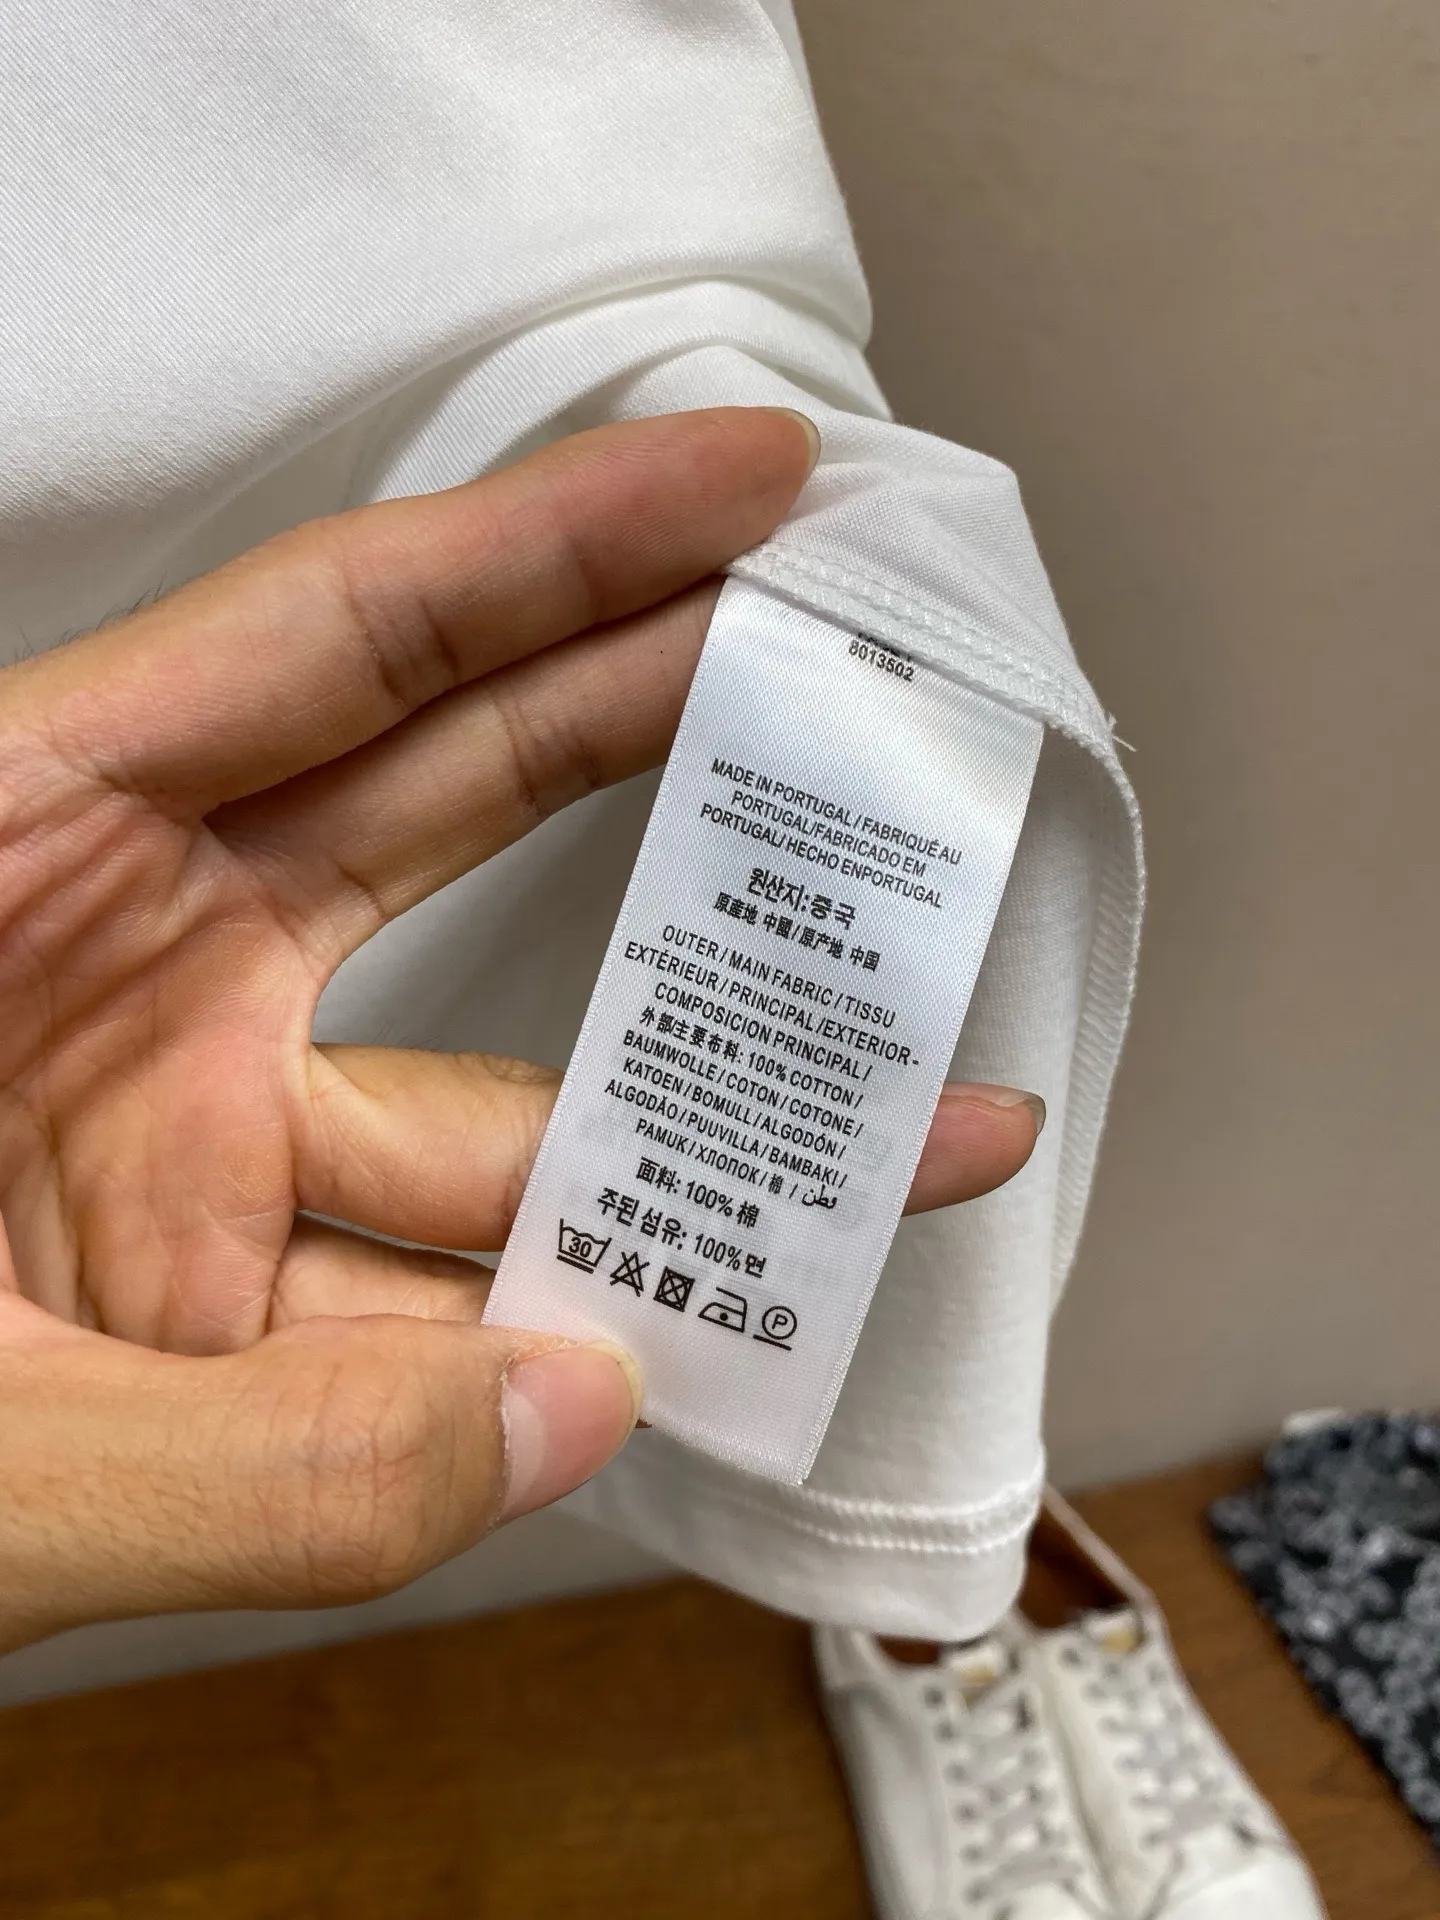 8013502
MADE IN PORTUGAL/FABRIQUÉ AU
PORTUGAL/FABRICADO EM
PORTUGAL/ HECHO ENPORTUGAL
원산지:중국
原産地 中國/原产地 中国
OUTER/MAIN FABRIC/TISSU
EXTÉRIEUR/PRINCIPAL/EXTERIOR-
COMPOSICION PRINCIPAL/
外部主要布料: 100% COTTON/
BAUMWOLLE/COTON/COTONE/
KATOEN/BOMULL/ALGODÓN/
ALGODÃO/PUUVILLA/BAMBAKI/
PAMUK/ХЛОПОК/棉 / قطن
面料: 100% 棉
주된 섬유: 100% 면
30
P